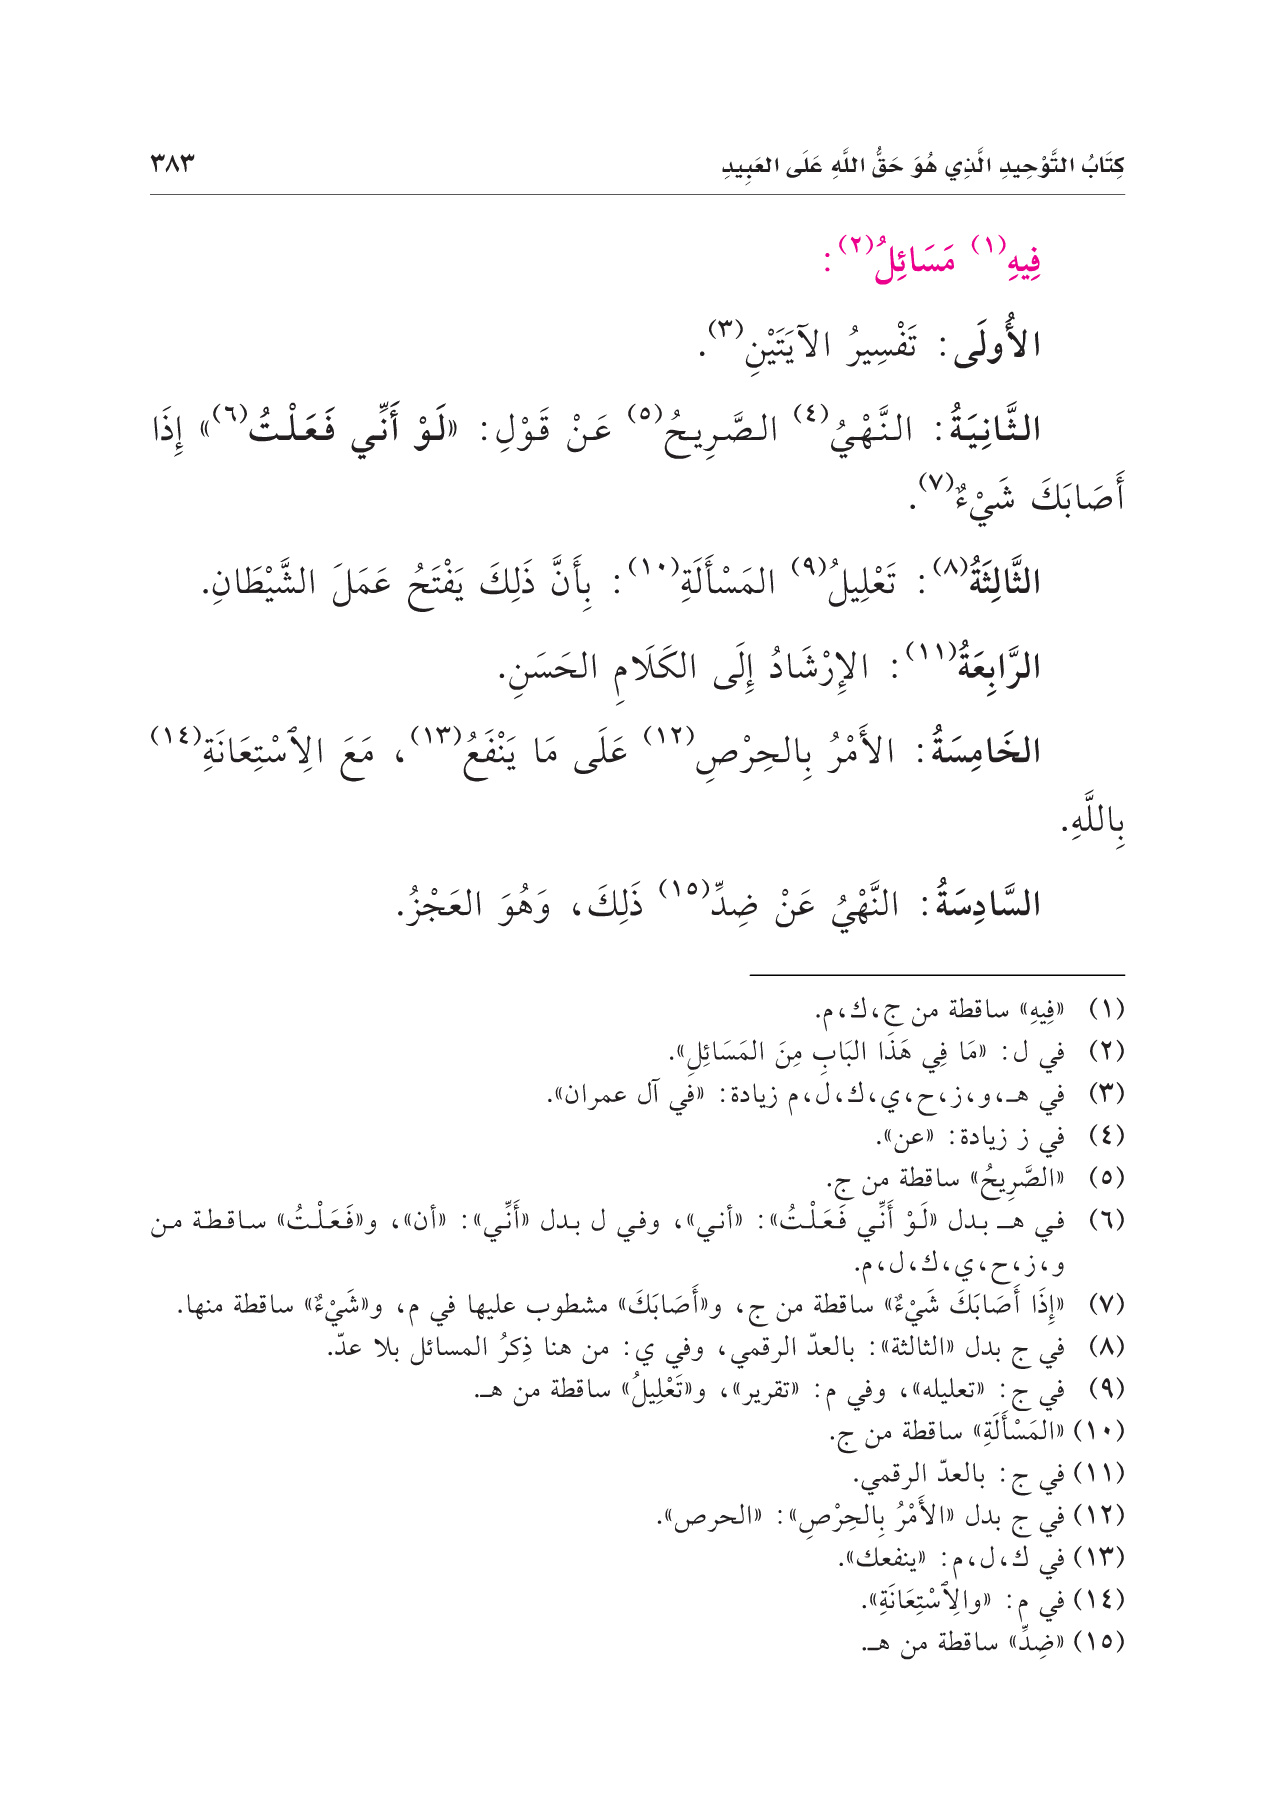 كِتَابُ التَّوْحِيدِ الَّذِي هُوَ حَقُّ اللَّهِ عَلَى العَبِيدِ ٣٨٣
فِيهِ(١) مَسَائِلُ(٢):
الأُولَى: تَفْسِيرُ الآيَتَيْنِ(٣).
الثَّانِيَةُ: النَّهْيُ(٤) الصَّرِيحُ(٥) عَنْ قَوْلِ: «لَوْ أَنِّي فَعَلْتُ(٦)» إِذَا
أَصَابَكَ شَيْءٌ(٧).
الثَّالِثَةُ(٨): تَعْلِيلُ(٩) المَسْأَلَةِ(١٠): بِأَنَّ ذَلِكَ يَفْتَحُ عَمَلَ الشَّيْطَانِ.
الرَّابِعَةُ(١١): الإِرْشَادُ إِلَى الكَلَامِ الحَسَنِ.
الخَامِسَةُ: الأَمْرُ بِالحِرْصِ(١٢) عَلَى مَا يَنْفَعُ(١٣)، مَعَ الِٱسْتِعَانَةِ(١٤)
بِاللَّهِ.
السَّادِسَةُ: النَّهْيُ عَنْ ضِدِّ(١٥) ذَلِكَ، وَهُوَ العَجْزُ.
(١) «فِيهِ» ساقطة من ج،ك،م.
(٢) في ل: «مَا فِي هَذَا البَابِ مِنَ المَسَائِلِ».
(٣) في هـ،و،ز،ح،ي،ك،ل،م زيادة: «في آل عمران».
(٤) في ز زيادة: «عن».
(٥) «الصَّرِيحُ» ساقطة من ج.
(٦) في هـ بدل «لَوْ أَنِّي فَعَلْتُ»: «أني»، وفي ل بدل «أَنِّي»: «أن»، و«فَعَلْتُ» ساقطة من
و،ز،ح،ي،ك،ل،م.
(٧) «إِذَا أَصَابَكَ شَيْءٌ» ساقطة من ج، و«أَصَابَكَ» مشطوب عليها في م، و«شَيْءٌ» ساقطة منها.
(٨) في ج بدل «الثالثة»: بالعدّ الرقمي، وفي ي: من هنا ذِكرُ المسائل بلا عدّ.
(٩) في ج: «تعليله»، وفي م: «تقرير»، و«تَعْلِيلُ» ساقطة من هـ.
(١٠) «المَسْأَلَةِ» ساقطة من ج.
(١١) في ج: بالعدّ الرقمي.
(١٢) في ج بدل «الأَمْرُ بِالحِرْصِ»: «الحرص».
(١٣) في ك،ل،م: «ينفعك».
(١٤) في م: «والِٱسْتِعَانَةِ».
(١٥) «ضِدِّ» ساقطة من هـ.